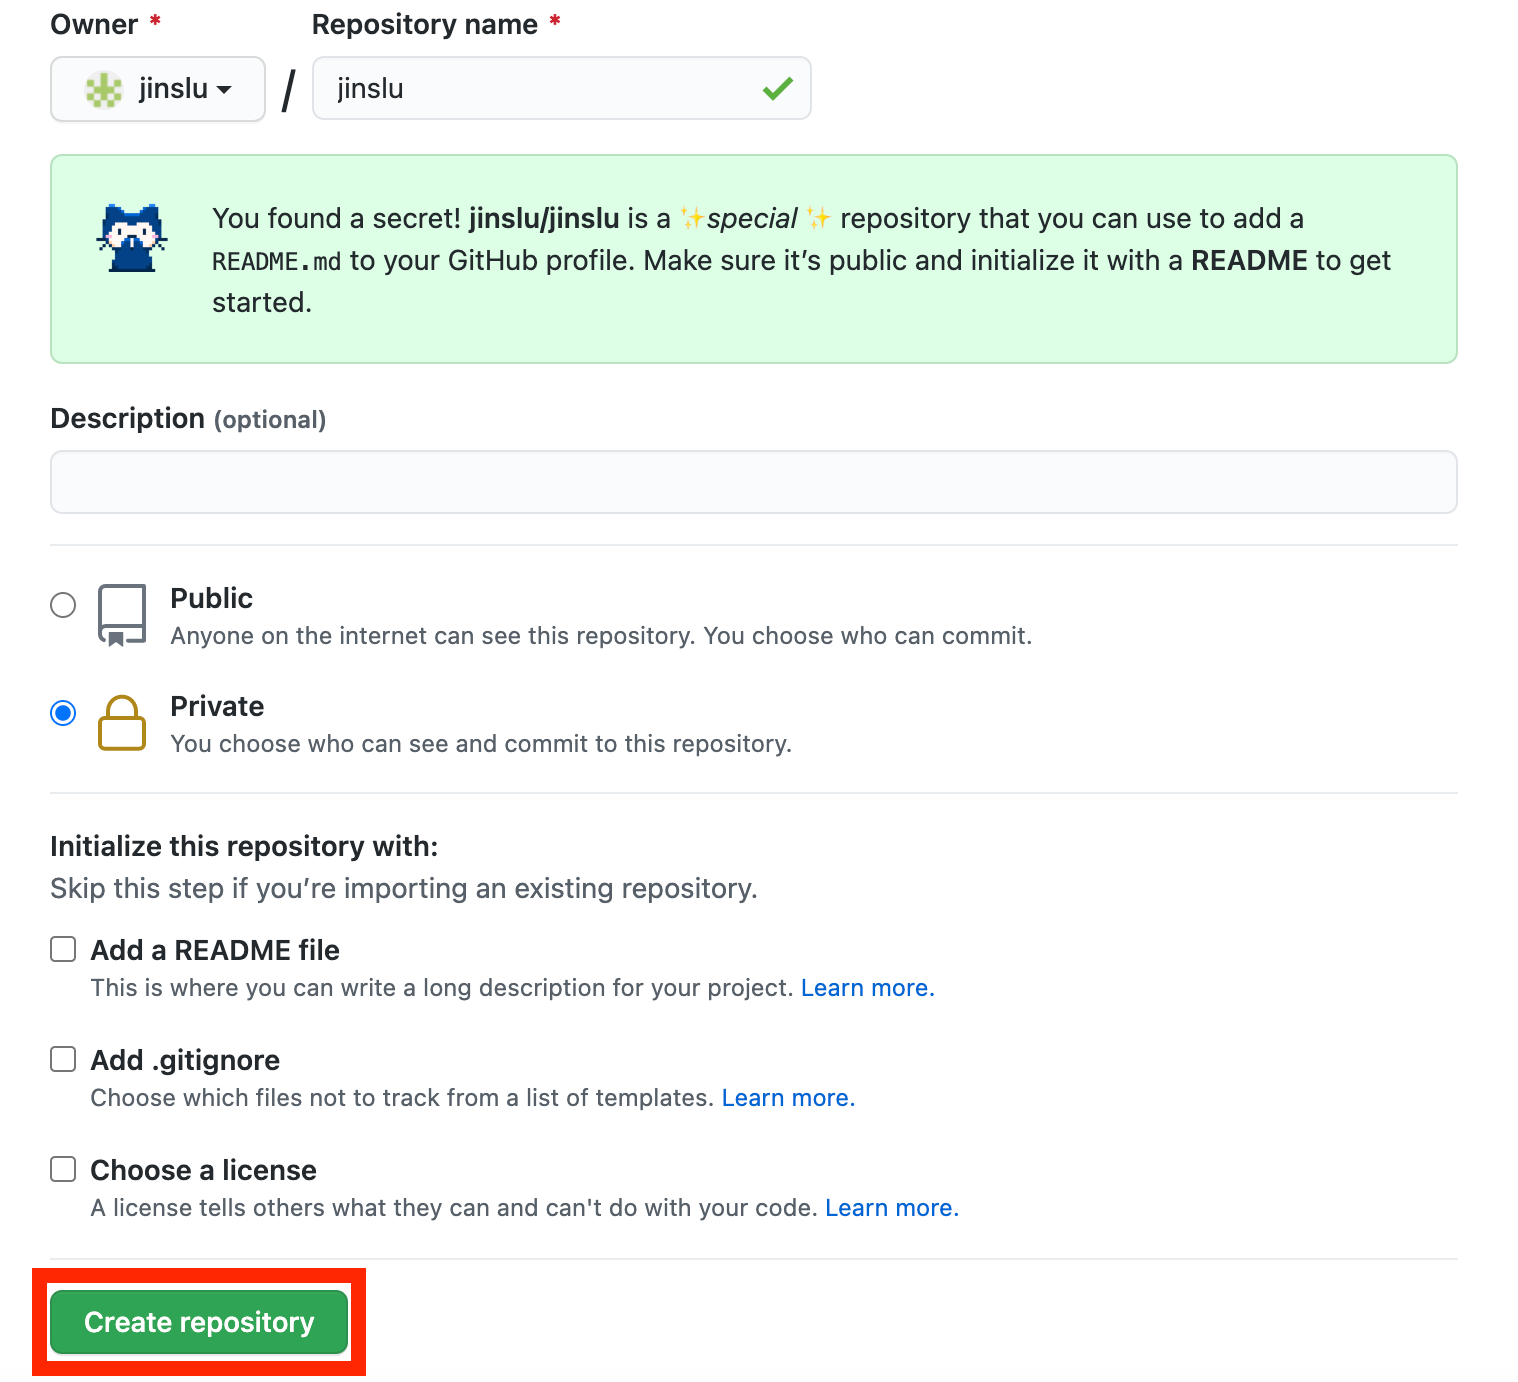 Owner * Repository name *
jinslu / jinslu
You found a secret! jinslu/jinslu is a ✨special ✨ repository that you can use to add a
README.md to your GitHub profile. Make sure it’s public and initialize it with a README to get
started.
Description (optional)
Public
Anyone on the internet can see this repository. You choose who can commit.
Private
You choose who can see and commit to this repository.
Initialize this repository with:
Skip this step if you’re importing an existing repository.
Add a README file
This is where you can write a long description for your project. Learn more.
Add .gitignore
Choose which files not to track from a list of templates. Learn more.
Choose a license
A license tells others what they can and can't do with your code. Learn more.
Create repository